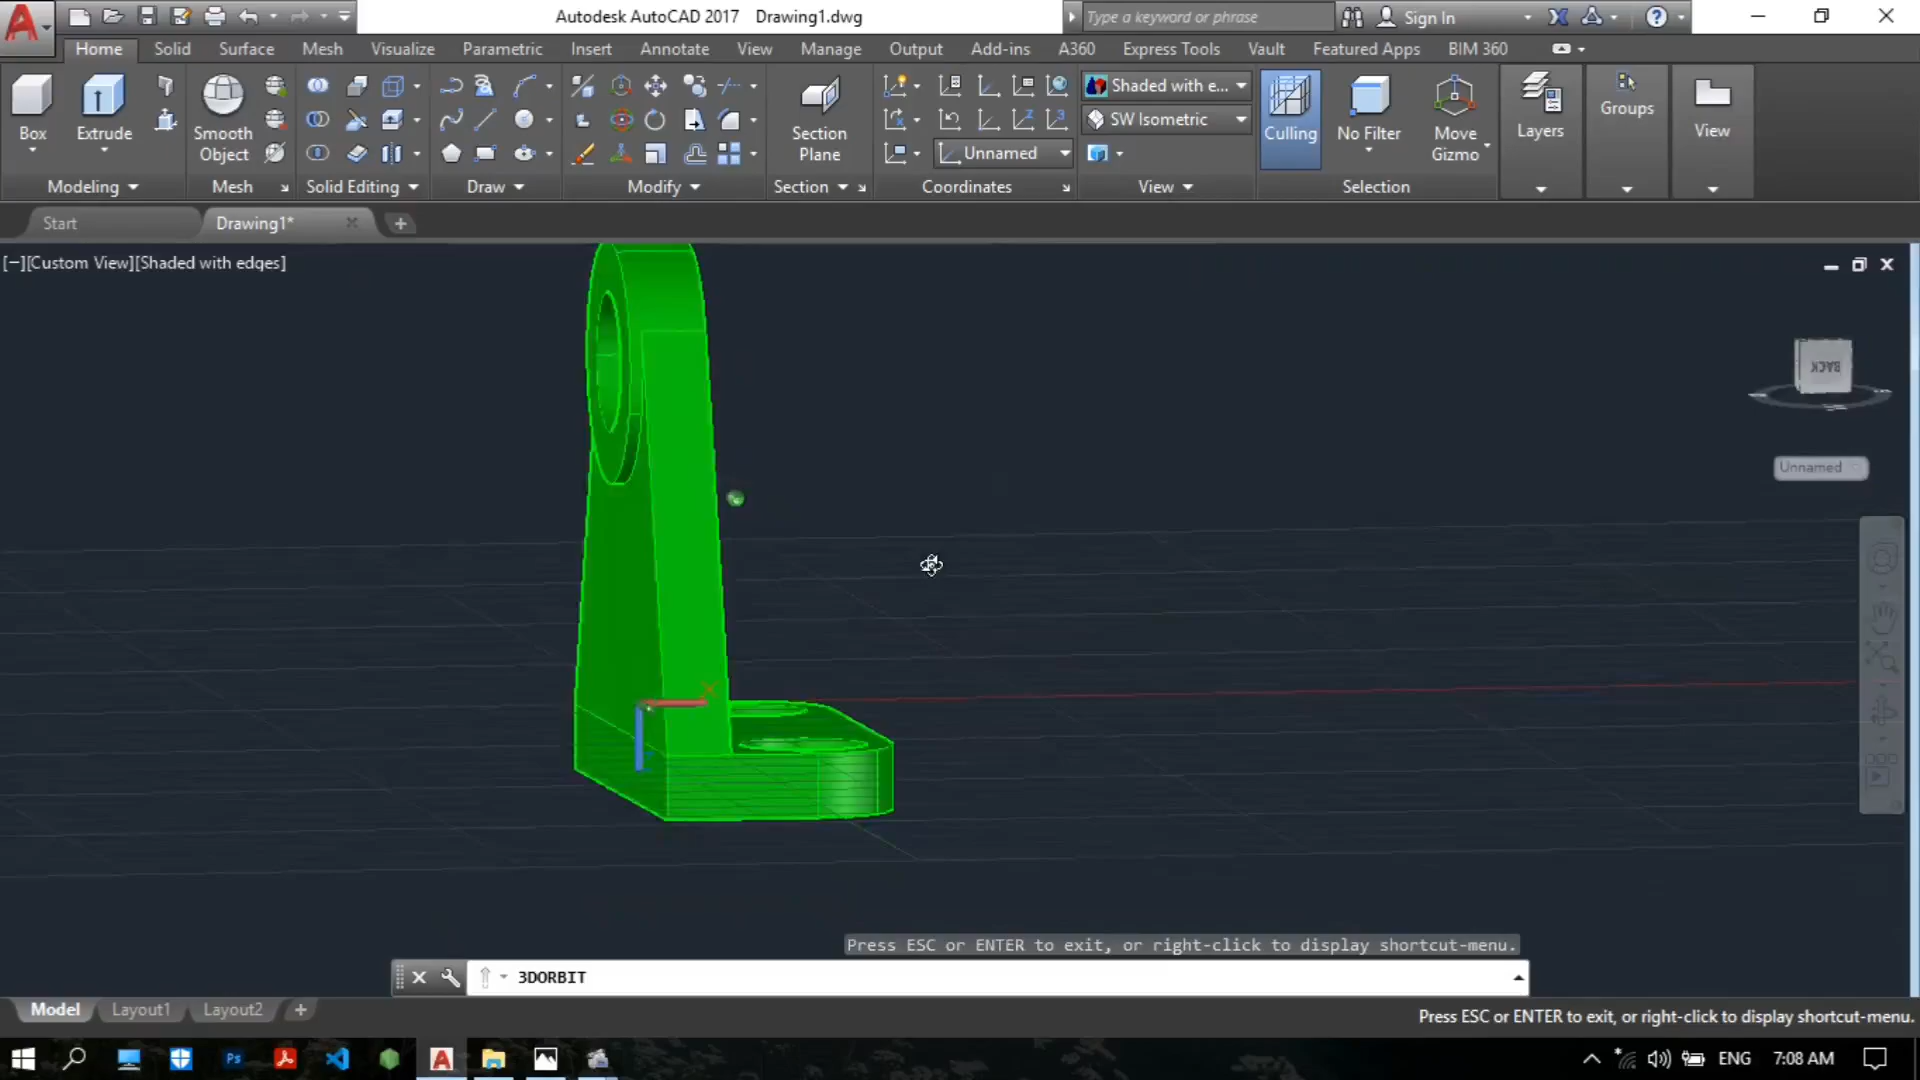 Autodesk AutoCAD 2017 Drawing1.dwg
Type a keyword or phrase
Sign In
Home Solid Surface Mesh Visualize Parametric Insert Annotate View Manage Output Add-ins A360 Express Tools Vault Featured Apps BIM 360
Box
Extrude
Smooth Object
Section Plane
Unnamed
Shaded with e...
SW Isometric
Culling
No Filter
Move Gizmo
Layers
Groups
View
Modeling
Mesh
Solid Editing
Draw
Modify
Section
Coordinates
View
Selection
Start
Drawing1*
[−][Custom View][Shaded with edges]
BACK
Unnamed
X
Press ESC or ENTER to exit, or right-click to display shortcut-menu.
3DORBIT
Model Layout1 Layout2
Press ESC or ENTER to exit, or right-click to display shortcut-menu.
Ps
ENG
7:08 AM